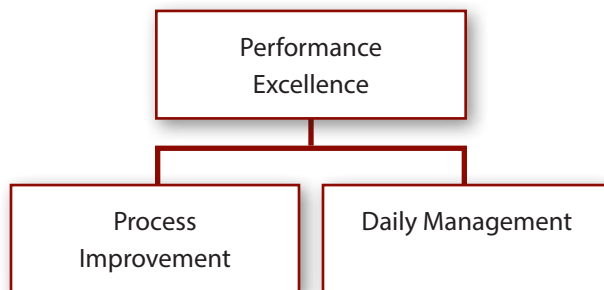 Performance
Excellence
Process
Improvement
Daily Management